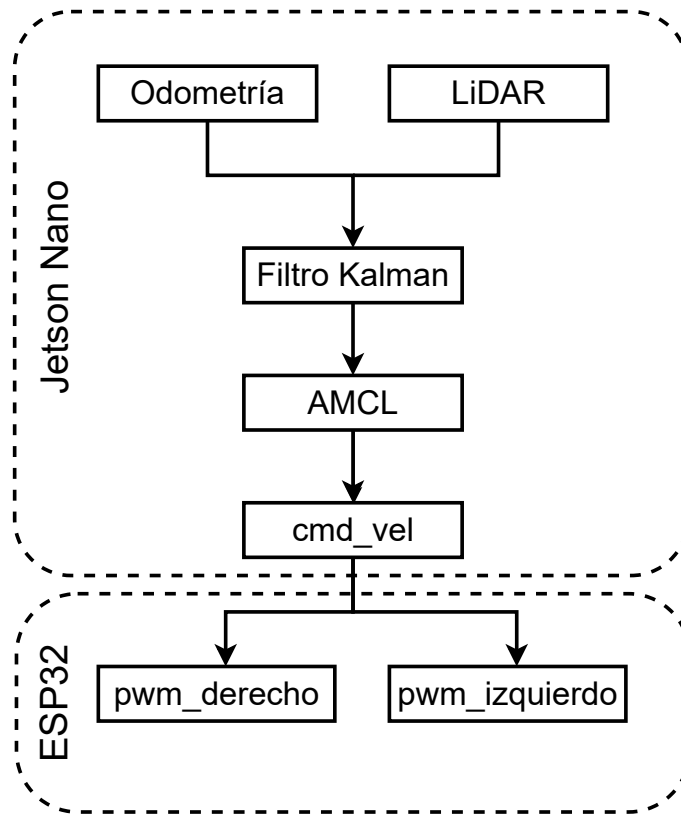 Odometría
LiDAR
Jetson Nano
Filtro Kalman
AMCL
cmd_vel
ESP32
pwm_derecho
pwm_izquierdo